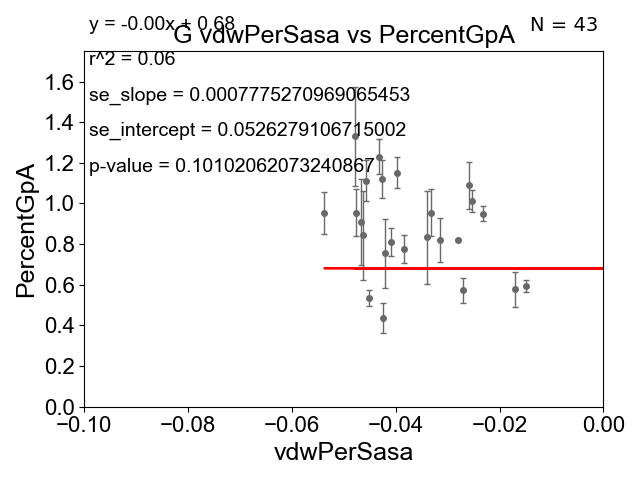 y = -0.00x + 0.68
N = 43
G vdwPerSasa vs PercentGpA
r^2 = 0.06
se_slope = 0.0007775270969065453
se_intercept = 0.0526279106715002
p-value = 0.10102062073240867
PercentGpA
1.6
1.4
1.2
1.0
0.8
0.6
0.4
0.2
0.0
−0.10 −0.08 −0.06 −0.04 −0.02 0.00
vdwPerSasa